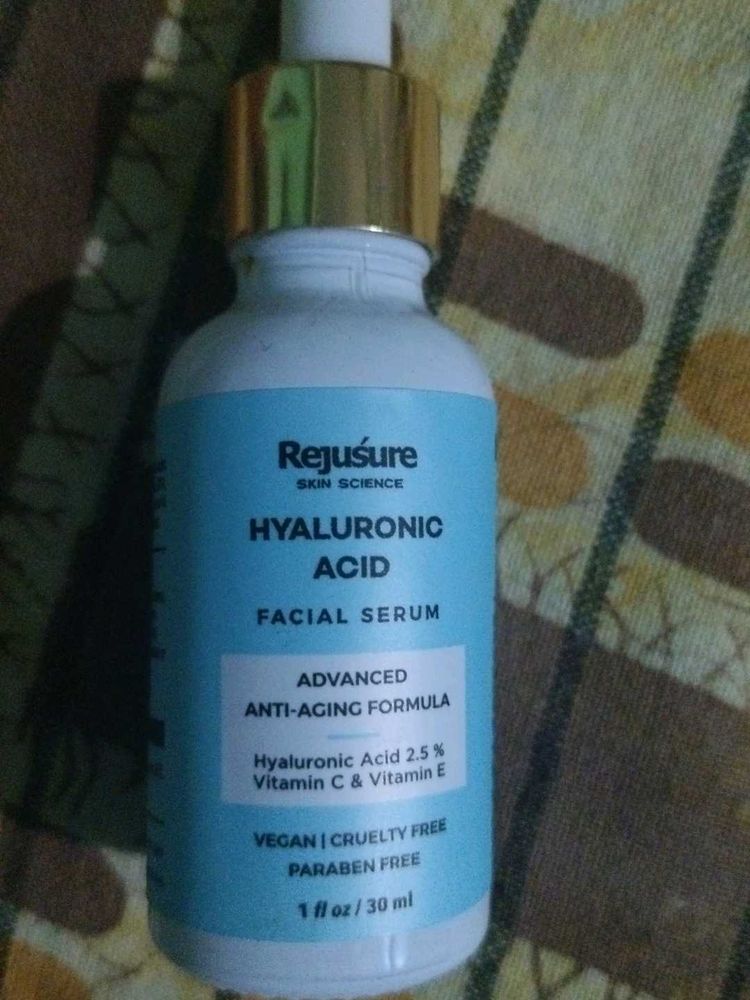 Rejuśure
SKIN SCIENCE
HYALURONIC
ACID
FACIAL SERUM
ADVANCED
ANTI-AGING FORMULA
Hyaluronic Acid 2.5 %
Vitamin C & Vitamin E
VEGAN | CRUELTY FREE
PARABEN FREE
1 fl oz / 30 ml